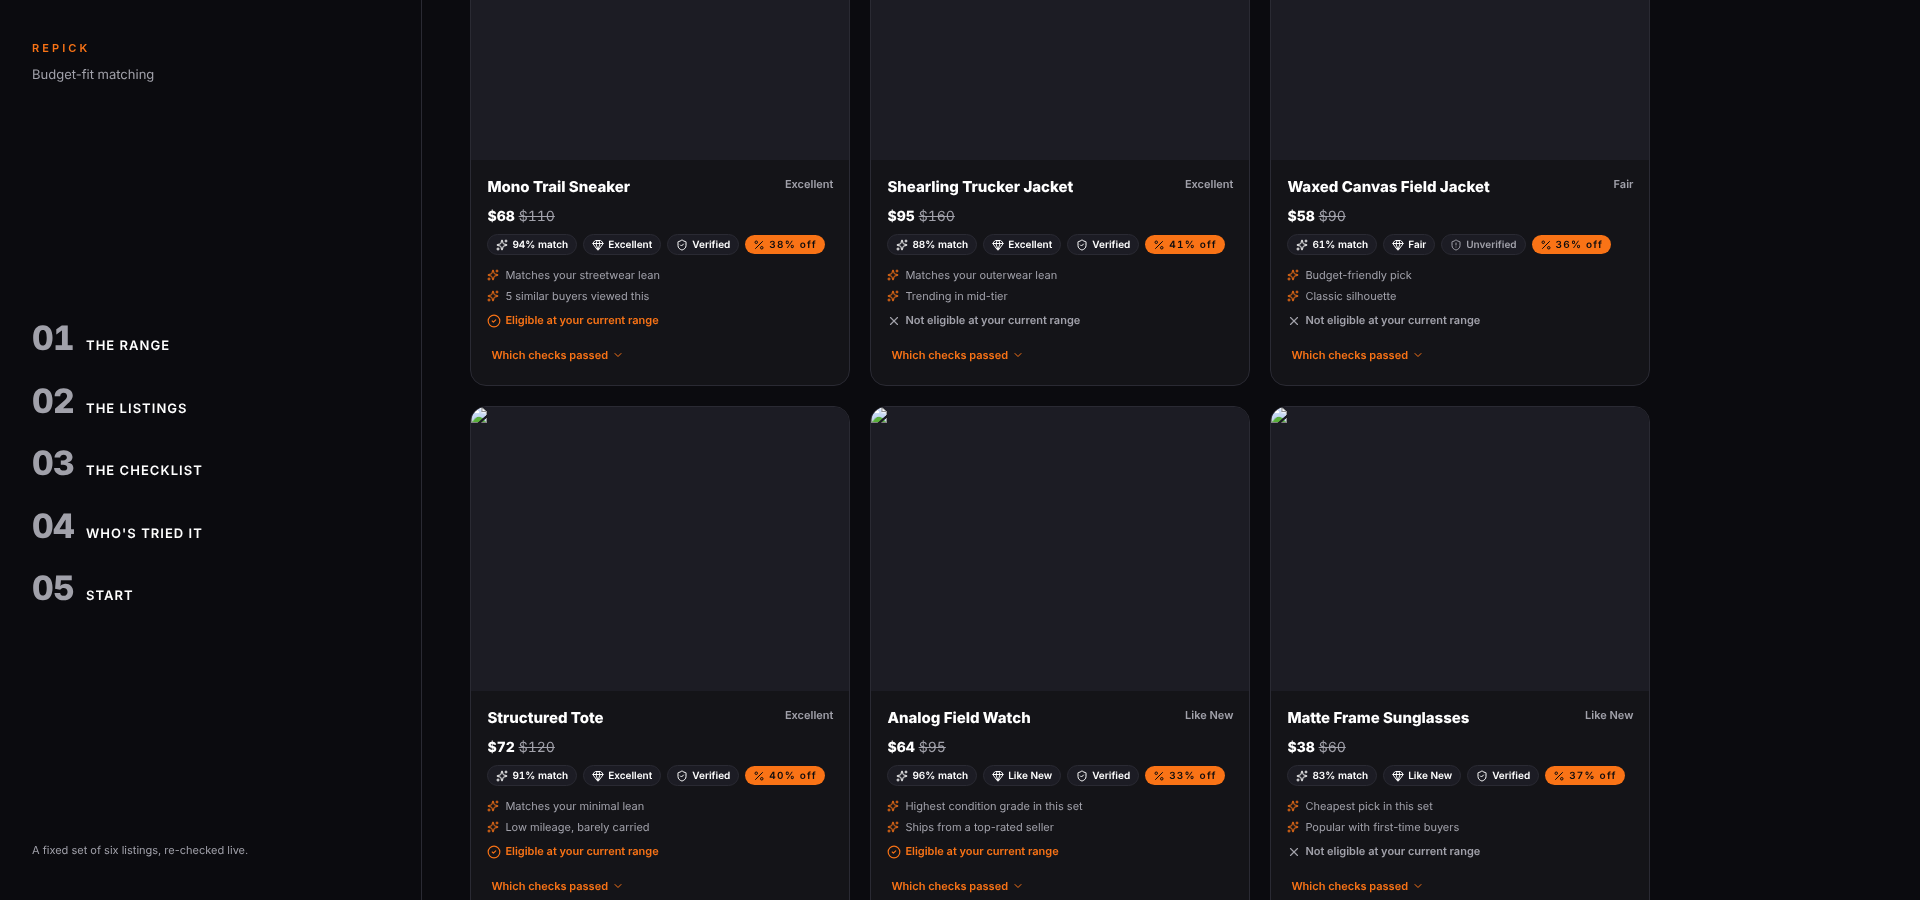 REPICK
Budget-fit matching
01 THE RANGE
02 THE LISTINGS
03 THE CHECKLIST
04 WHO'S TRIED IT
05 START
A fixed set of six listings, re-checked live.
Mono Trail Sneaker Excellent
$68 $110
94% match Excellent Verified 38% off
Matches your streetwear lean
5 similar buyers viewed this
Eligible at your current range
Which checks passed
Shearling Trucker Jacket Excellent
$95 $160
88% match Excellent Verified 41% off
Matches your outerwear lean
Trending in mid-tier
Not eligible at your current range
Which checks passed
Waxed Canvas Field Jacket Fair
$58 $90
61% match Fair Unverified 36% off
Budget-friendly pick
Classic silhouette
Not eligible at your current range
Which checks passed
Structured Tote Excellent
$72 $120
91% match Excellent Verified 40% off
Matches your minimal lean
Low mileage, barely carried
Eligible at your current range
Which checks passed
Analog Field Watch Like New
$64 $95
96% match Like New Verified 33% off
Highest condition grade in this set
Ships from a top-rated seller
Eligible at your current range
Which checks passed
Matte Frame Sunglasses Like New
$38 $60
83% match Like New Verified 37% off
Cheapest pick in this set
Popular with first-time buyers
Not eligible at your current range
Which checks passed